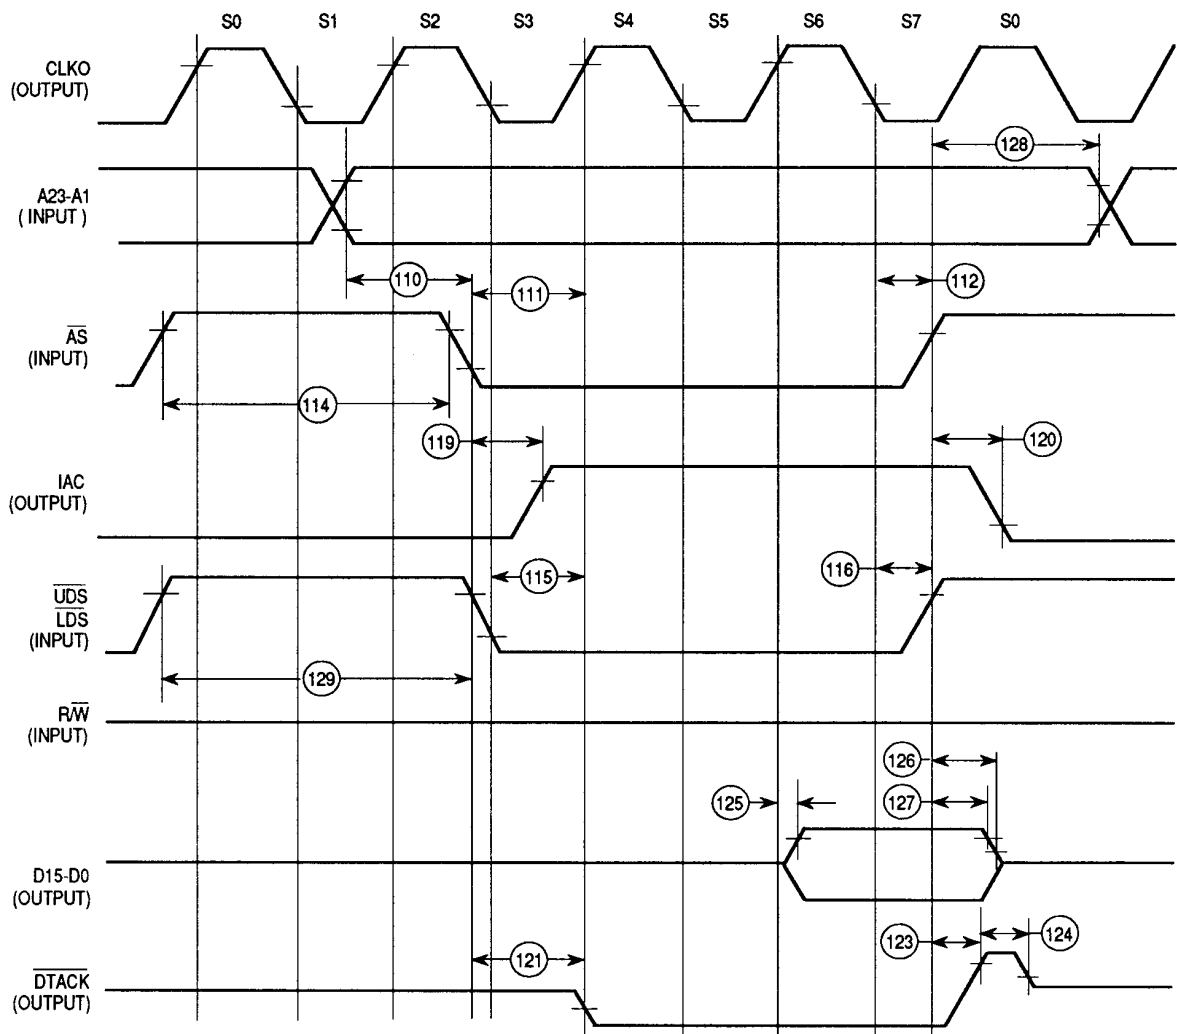 S0 S1 S2 S3 S4 S5 S6 S7 S0
CLKO
(OUTPUT)
128
A23-A1
( INPUT )
110
111
112
AS
(INPUT)
114
119
120
IAC
(OUTPUT)
115
116
UDS
LDS
(INPUT)
129
R/W
(INPUT)
126
125
127
D15-D0
(OUTPUT)
123
124
121
DTACK
(OUTPUT)